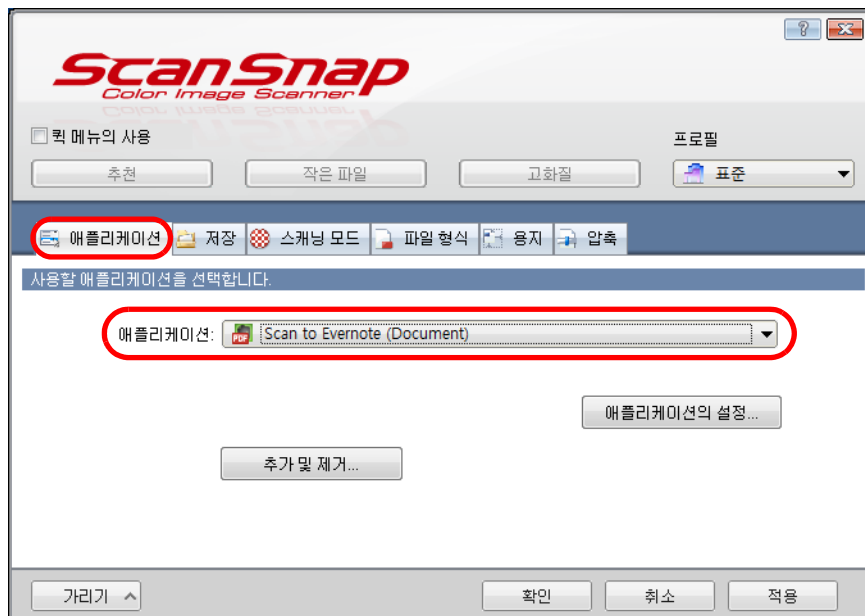 ScanSnap
Color Image Scanner
퀵 메뉴의 사용
프로필
추천
작은 파일
고화질
표준
애플리케이션
저장
스캐닝 모드
파일 형식
용지
압축
사용할 애플리케이션을 선택합니다.
애플리케이션:
PDF
Scan to Evernote (Document)
애플리케이션의 설정...
추가 및 제거...
가리기
확인
취소
적용